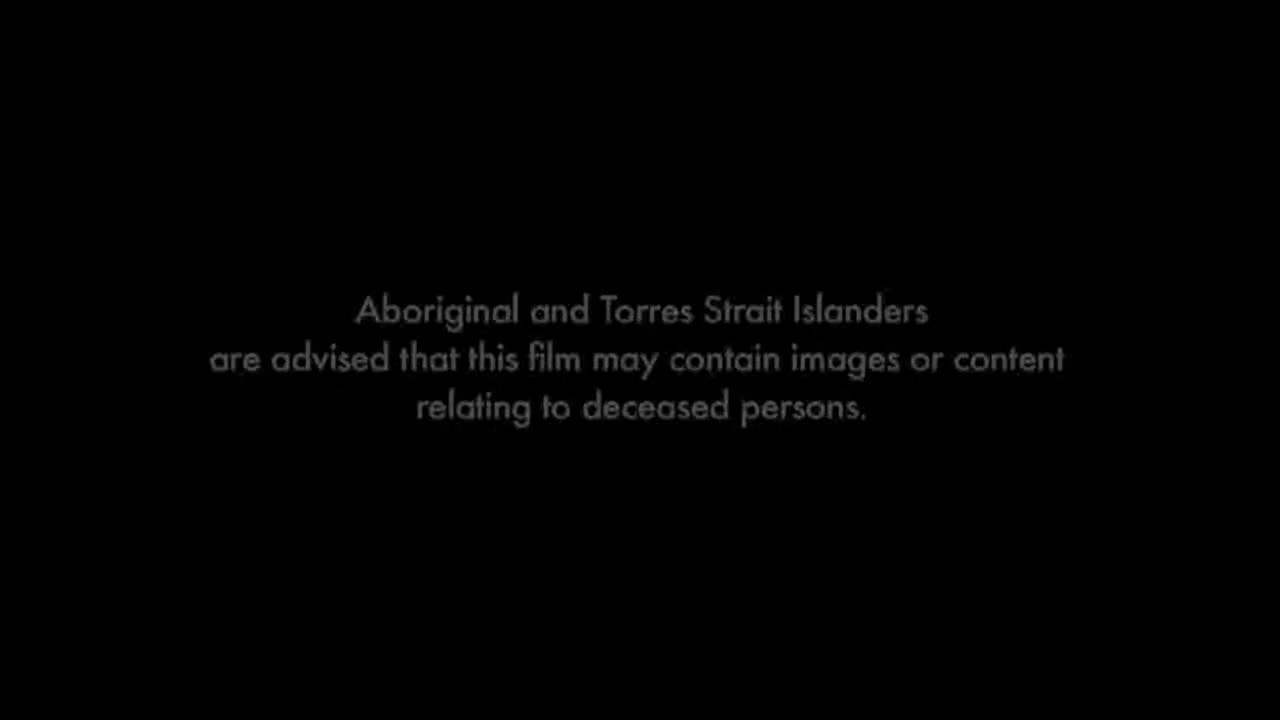 Aboriginal and Torres Strait Islanders
are advised that this film may contain images or content
relating to deceased persons.